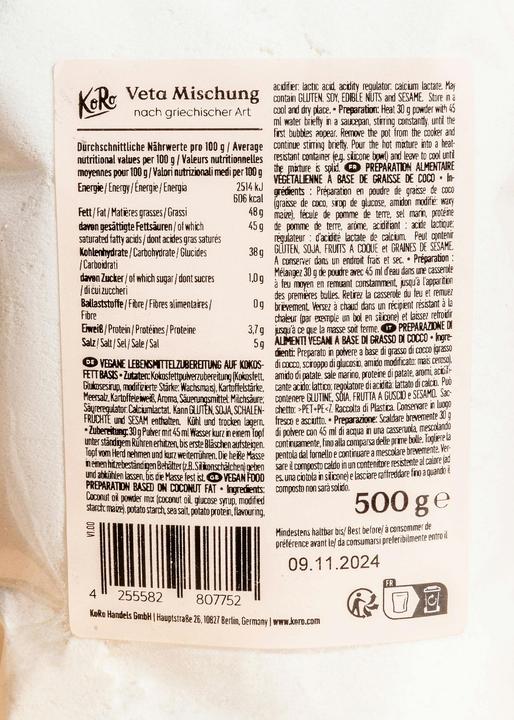 KoRo
Veta Mischung
nach griechischer Art
Durchschnittliche Nährwerte pro 100 g / Average
nutritional values per 100 g / Valeurs nutritionnelles
moyennes pour 100 g / Valori nutrizionali medi per 100 g
Energie / Energy / Énergie / Energia 2514 kJ
606 kcal
Fett / Fat / Matières grasses / Grassi 48 g
davon gesättigte Fettsäuren / of which 45 g
saturated fatty acids / dont acides gras saturés
Kohlenhydrate / Carbohydrate / Glucides 38 g
/ Carboidrati
davon Zucker / of which sugar / dont sucres 1,0 g
/ di cui zuccheri
Ballaststoffe / Fibre / Fibres alimentaires / 0 g
Fibre
Eiweiß / Protein / Protéines / Proteine 3,7 g
Salz / Salt / Sel / Sale / Sale 5 g
DE VEGANE LEBENSMITTELZUBEREITUNG AUF KOKOS-
FETTBASIS • Zutaten: Kokosfettpulverzubereitung (Kokosfett,
Glukosesirup, modifizierte Stärke: Wachsmais), Kartoffelstärke,
Meersalz, Kartoffeleiweiß, Aroma, Säuerungsmittel: Milchsäure;
Säureregulator: Calciumlactat. Kann GLUTEN, SOJA, SCHALEN-
FRÜCHTE und SESAM enthalten. Kühl und trocken lagern.
• Zubereitung: 30 g Pulver mit 45 ml Wasser kurz in einem Topf
unter ständigem Rühren erhitzen, bis erste Bläschen aufsteigen.
Topf vom Herd nehmen und kurz weiterrühren. Die heiße Masse
in einen hitzebeständigen Behälter (z.B. Silikonschälchen) geben
und abkühlen lassen, bis die Masse fest ist. GB VEGAN FOOD
PREPARATION BASED ON COCONUT FAT • Ingredients:
Coconut oil powder mix (coconut oil, glucose syrup, modified
starch: maize), potato starch, sea salt, potato protein, flavouring,
acidifier: lactic acid, acidity regulator: calcium lactate. May
contain GLUTEN, SOY, EDIBLE NUTS and SESAME. Store in a
cool and dry place. • Preparation: Heat 30 g powder with 45
ml water briefly in a saucepan, stirring constantly, until the
first bubbles appear. Remove the pot from the cooker and
continue stirring briefly. Pour the hot mixture into a heat-
resistant container (e.g. silicone bowl) and leave to cool until
the mixture is solid. FR PREPARATION ALIMENTAIRE
VÉGÉTALIENNE À BASE DE GRAISSE DE COCO • In-
grédients : Préparation en poudre de graisse de coco
(graisse de coco, sirop de glucose, amidon modifié: waxy
maize), fécule de pomme de terre, sel marin, protéine
de pomme de terre, arôme, acidifiant : acide lactique;
régulateur : d'acidité lactate de calcium. Peut contenir
GLUTEN, SOJA, FRUITS A COQUE et GRAINES DE SESAME.
A conserver dans un endroit frais et sec. • Préparation :
Mélangez 30 g de poudre avec 45 ml d'eau dans une casserole
à feu moyen en remuant constamment, jusqu'à l'apparition
des premières bulles. Retirez la casserole du feu et remuez
brièvement. Versez à chaud dans un récipient résistant à la
chaleur (par exemple un bol en silicone) et laissez refroidir
jusqu'à ce que la masse soit ferme. IT PREPARAZIONE DI
ALIMENTI VEGANI A BASE DI GRASSO DI COCCO • Ingre-
dienti: Preparato in polvere a base di grasso di cocco (grasso
di cocco, sciroppo di glucosio, amido modificato: mais ceroso),
amido di patate, sale marino, proteine di patate, aromi, acidifi-
cante: acido lattico; regolatore di acidità: lattato di calcio. Può
contenere GLUTINE, SOIA, FRUTTA A GUSCIO e SESAMO. Sac-
chetto: >PET+PE<7. Raccolta di Plastica. Conservare in luogo
fresco e asciutto. • Preparazione: Scaldare brevemente 30 g
di polvere con 45 ml di acqua in una casseruola, mescolando
continuamente, fino alla comparsa delle prime bolle. Togliere la
pentola dal fornello e continuare a mescolare brevemente. Ver-
sare il composto caldo in un contenitore resistente al calore (ad
es. una ciotola in silicone) e lasciare raffreddare fino a quando il
composto non sarà solido.
500 g e
Mindestens haltbar bis/ Best before/ à consommer de
préférence avant le/ da consumarsi preferibilmente entro il
09.11.2024
V1.00
4 255582 807752
FR
KoRo Handels GmbH | Hauptstraße 26, 10827 Berlin, Germany | www.koro.com